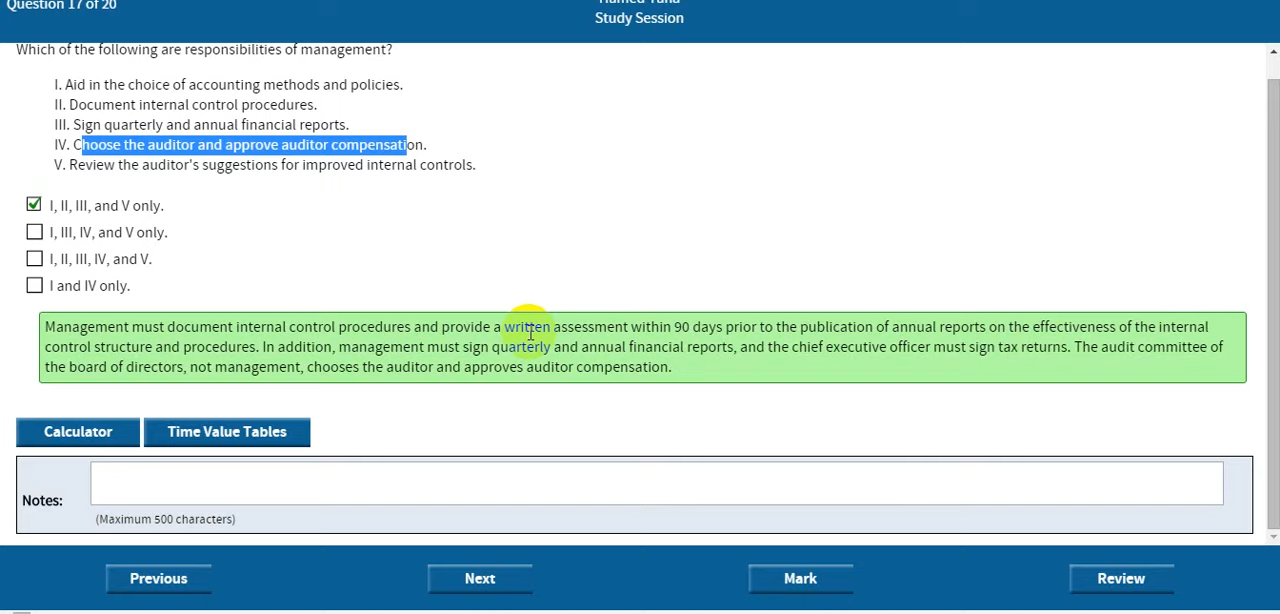 Question 17 of 20
Hamed Taha
Study Session
Which of the following are responsibilities of management?
I. Aid in the choice of accounting methods and policies.
II. Document internal control procedures.
III. Sign quarterly and annual financial reports.
IV. Choose the auditor and approve auditor compensation.
V. Review the auditor's suggestions for improved internal controls.
I, II, III, and V only.
I, III, IV, and V only.
I, II, III, IV, and V.
I and IV only.
Management must document internal control procedures and provide a written assessment within 90 days prior to the publication of annual reports on the effectiveness of the internal
control structure and procedures. In addition, management must sign quarterly and annual financial reports, and the chief executive officer must sign tax returns. The audit committee of
the board of directors, not management, chooses the auditor and approves auditor compensation.
Calculator
Time Value Tables
Notes:
(Maximum 500 characters)
Previous
Next
Mark
Review